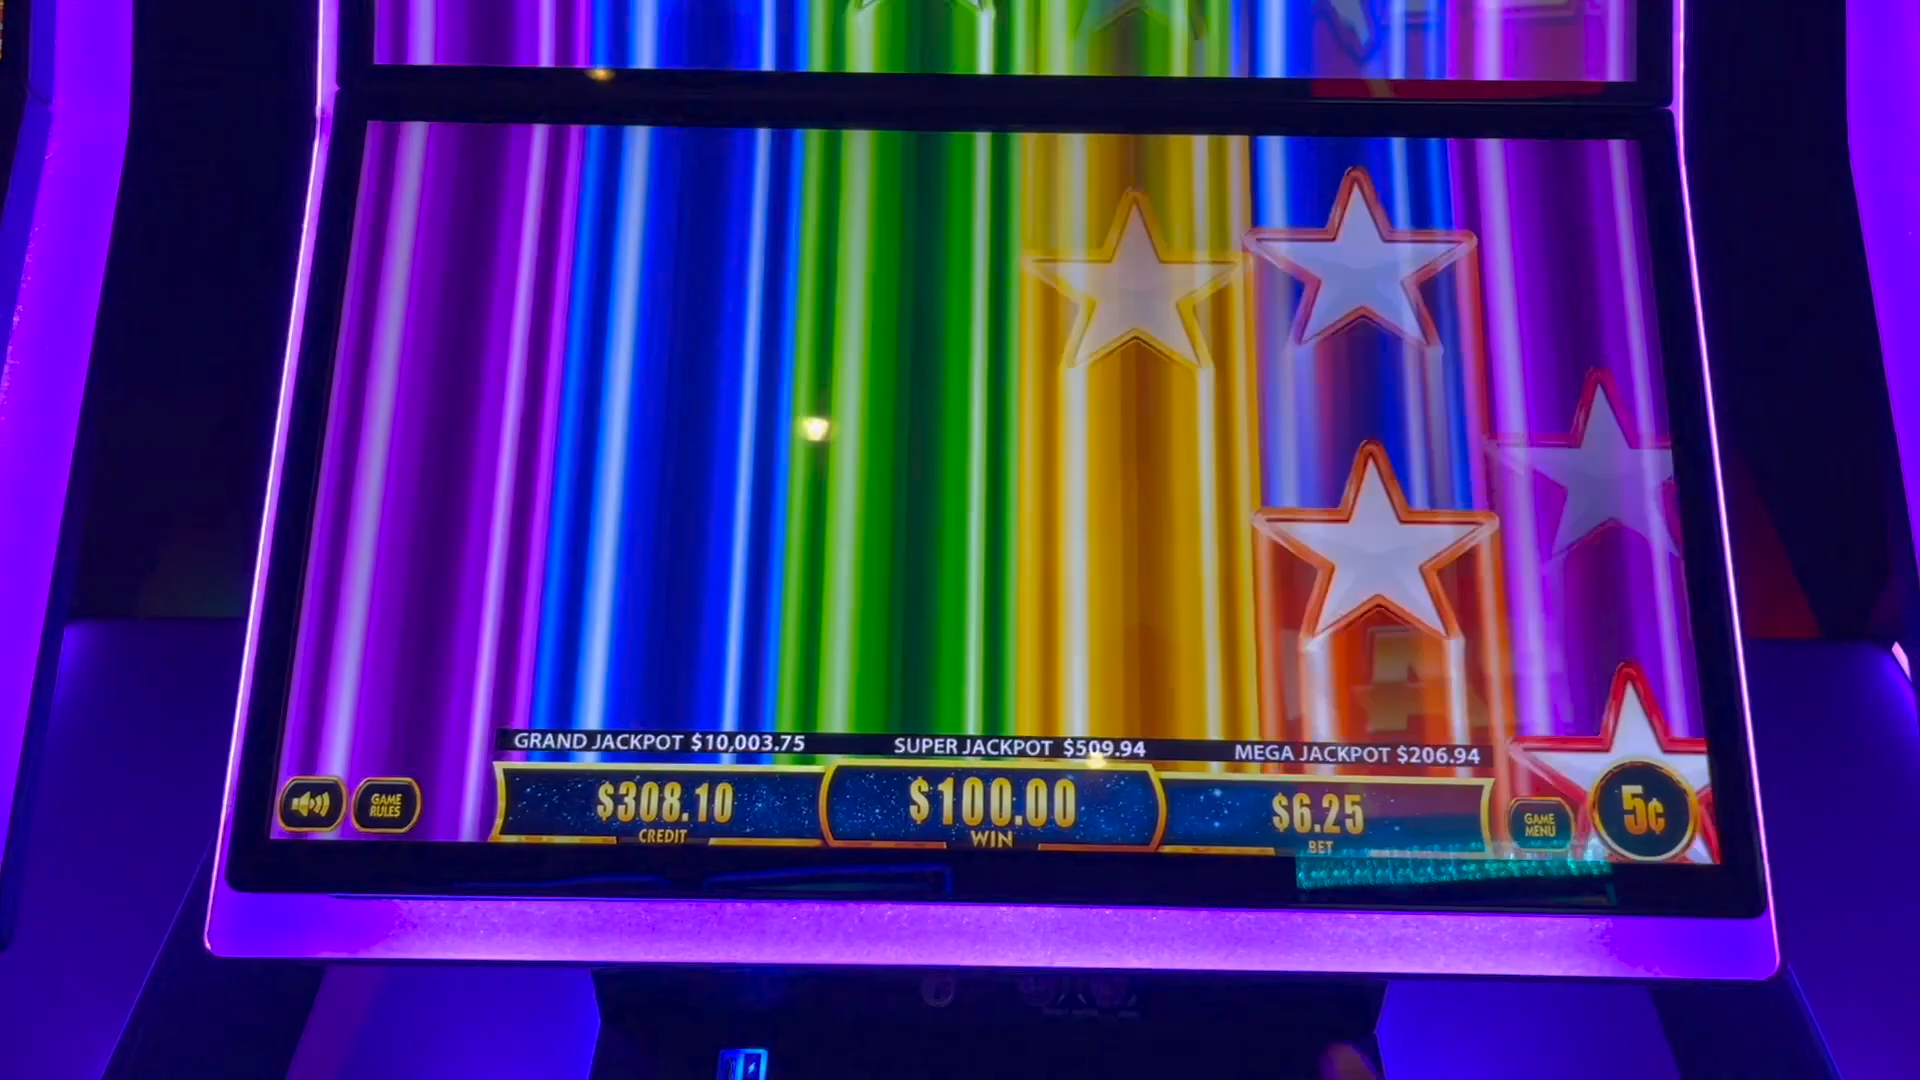 GRAND JACKPOT $10,003.75
SUPER JACKPOT $509.94
MEGA JACKPOT $206.94
GAME RULES
$308.10
CREDIT
$100.00
WIN
$6.25
BET
GAME MENU
5¢